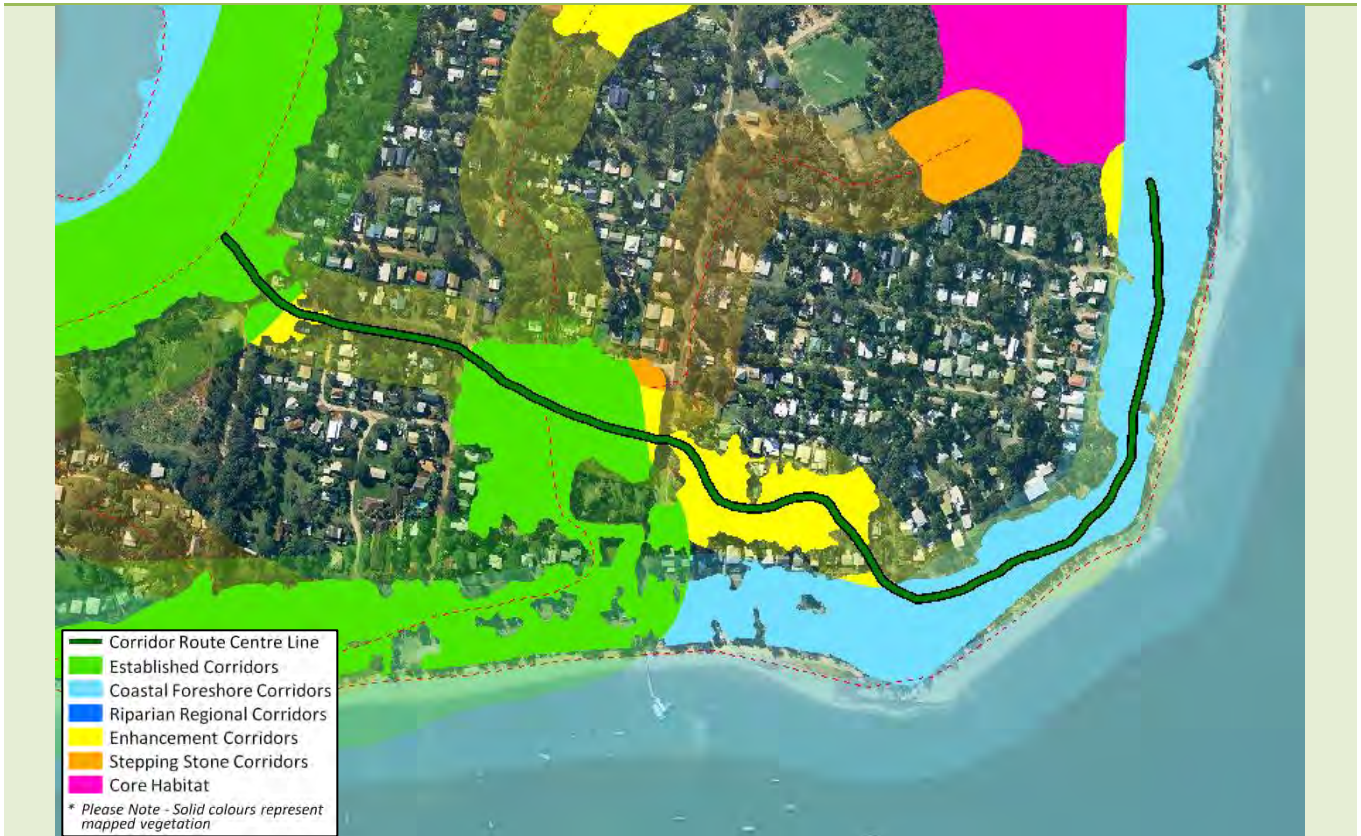 Corridor Route Centre Line
Established Corridors
Coastal Foreshore Corridors
Riparian Regional Corridors
Enhancement Corridors
Stepping Stone Corridors
Core Habitat
* Please Note - Solid colours represent
mapped vegetation